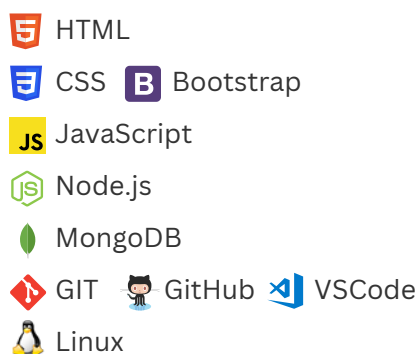 HTML
CSS Bootstrap
JavaScript
Node.js
MongoDB
GIT GitHub VSCode
Linux